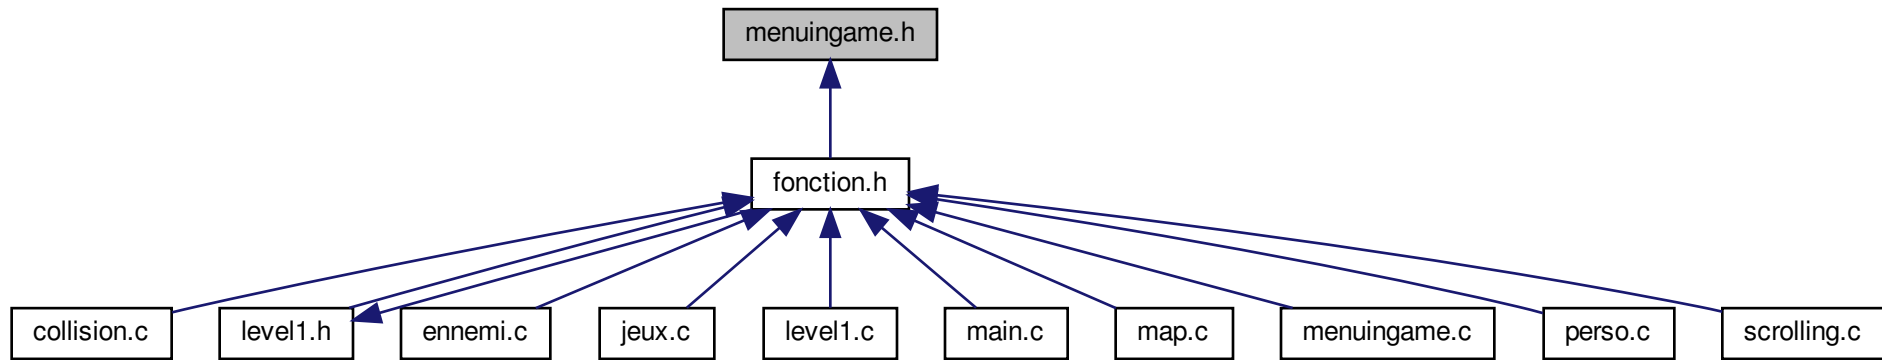 menuingame.h
fonction.h
collision.c
level1.h
ennemi.c
jeux.c
level1.c
main.c
map.c
menuingame.c
perso.c
scrolling.c